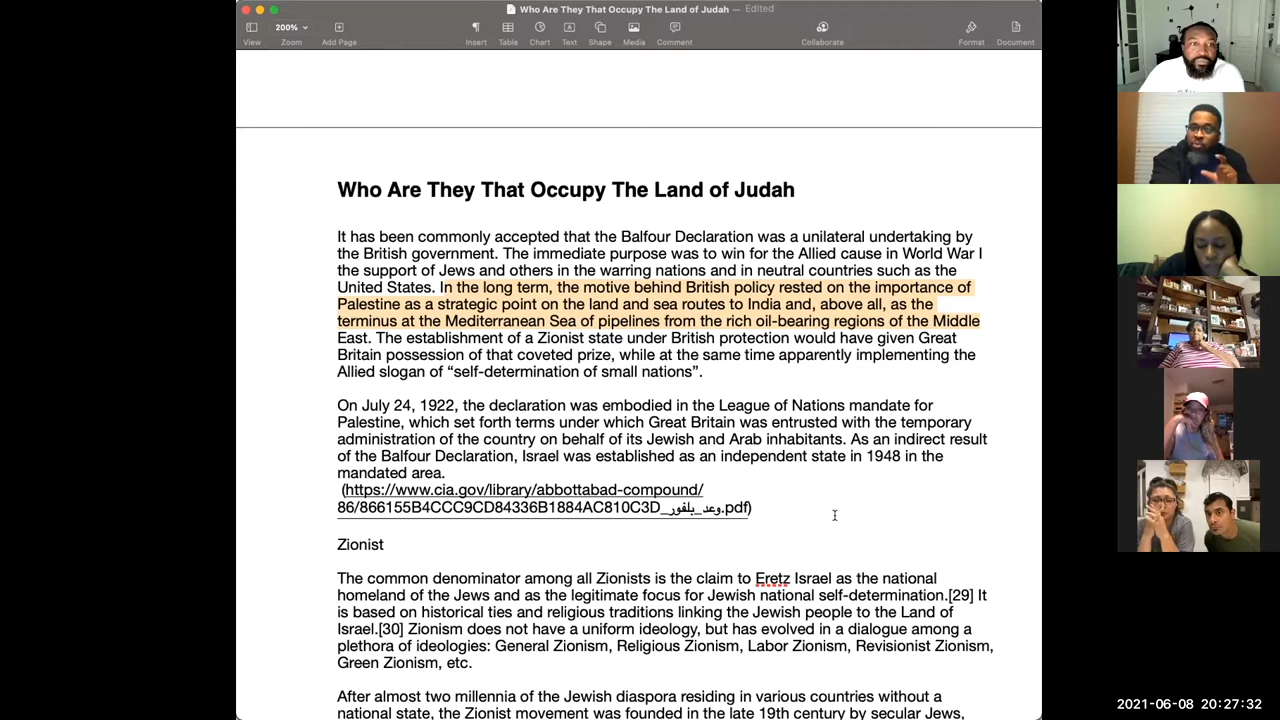 Who Are They That Occupy The Land of Judah — Edited
200%
View
Zoom
Add Page
Insert
Table
Chart
Text
Shape
Media
Comment
Collaborate
Format
Document
Who Are They That Occupy The Land of Judah
It has been commonly accepted that the Balfour Declaration was a unilateral undertaking by
the British government. The immediate purpose was to win for the Allied cause in World War I
the support of Jews and others in the warring nations and in neutral countries such as the
United States. In the long term, the motive behind British policy rested on the importance of
Palestine as a strategic point on the land and sea routes to India and, above all, as the
terminus at the Mediterranean Sea of pipelines from the rich oil-bearing regions of the Middle
East. The establishment of a Zionist state under British protection would have given Great
Britain possession of that coveted prize, while at the same time apparently implementing the
Allied slogan of “self-determination of small nations”.
On July 24, 1922, the declaration was embodied in the League of Nations mandate for
Palestine, which set forth terms under which Great Britain was entrusted with the temporary
administration of the country on behalf of its Jewish and Arab inhabitants. As an indirect result
of the Balfour Declaration, Israel was established as an independent state in 1948 in the
mandated area.
(https://www.cia.gov/library/abbottabad-compound/
86/866155B4CCC9CD84336B1884AC810C3D_وعد_بلفور.pdf)
Zionist
The common denominator among all Zionists is the claim to Eretz Israel as the national
homeland of the Jews and as the legitimate focus for Jewish national self-determination.[29] It
is based on historical ties and religious traditions linking the Jewish people to the Land of
Israel.[30] Zionism does not have a uniform ideology, but has evolved in a dialogue among a
plethora of ideologies: General Zionism, Religious Zionism, Labor Zionism, Revisionist Zionism,
Green Zionism, etc.
After almost two millennia of the Jewish diaspora residing in various countries without a
national state, the Zionist movement was founded in the late 19th century by secular Jews,
2021-06-08 20:27:32